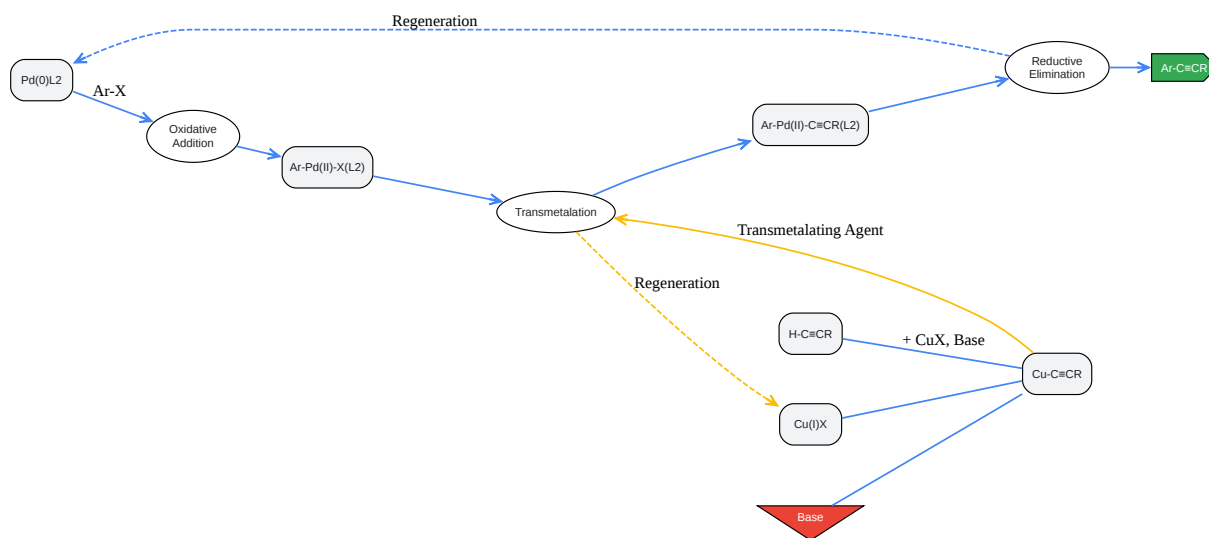 Regeneration
Pd(0)L2
Ar-X
Oxidative
Addition
Ar-Pd(II)-X(L2)
Transmetalation
Ar-Pd(II)-C≡CR(L2)
Reductive
Elimination
Ar-C≡CR
Transmetalating Agent
Regeneration
H-C≡CR
+ CuX, Base
Cu-C≡CR
Cu(I)X
Base